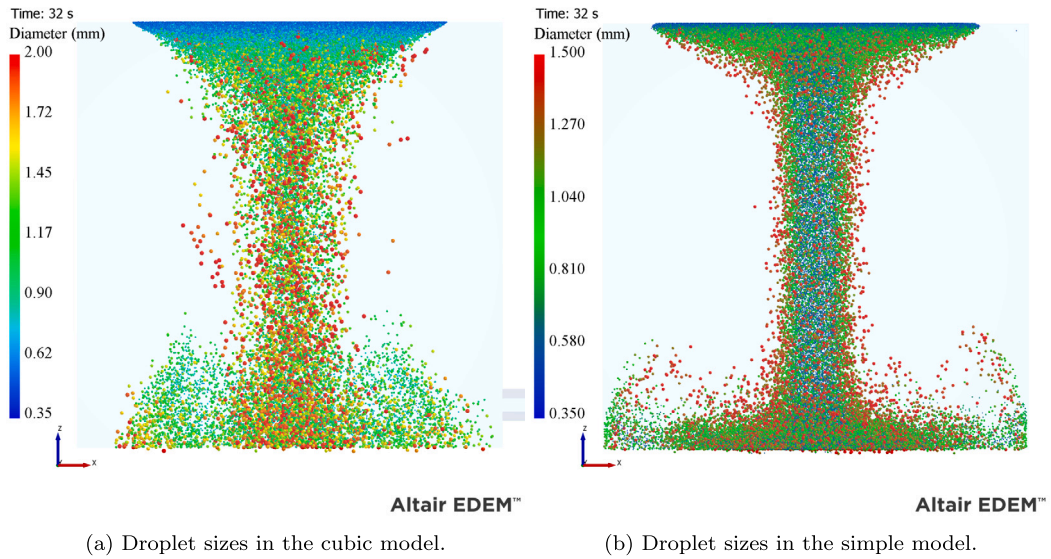 Time: 32 s
Diameter (mm)
2.00
1.72
1.45
1.17
0.90
0.62
0.35
z
x
Altair EDEM™
(a) Droplet sizes in the cubic model.
Time: 32 s
Diameter (mm)
1.500
1.270
1.040
0.810
0.580
0.350
z
x
Altair EDEM™
(b) Droplet sizes in the simple model.